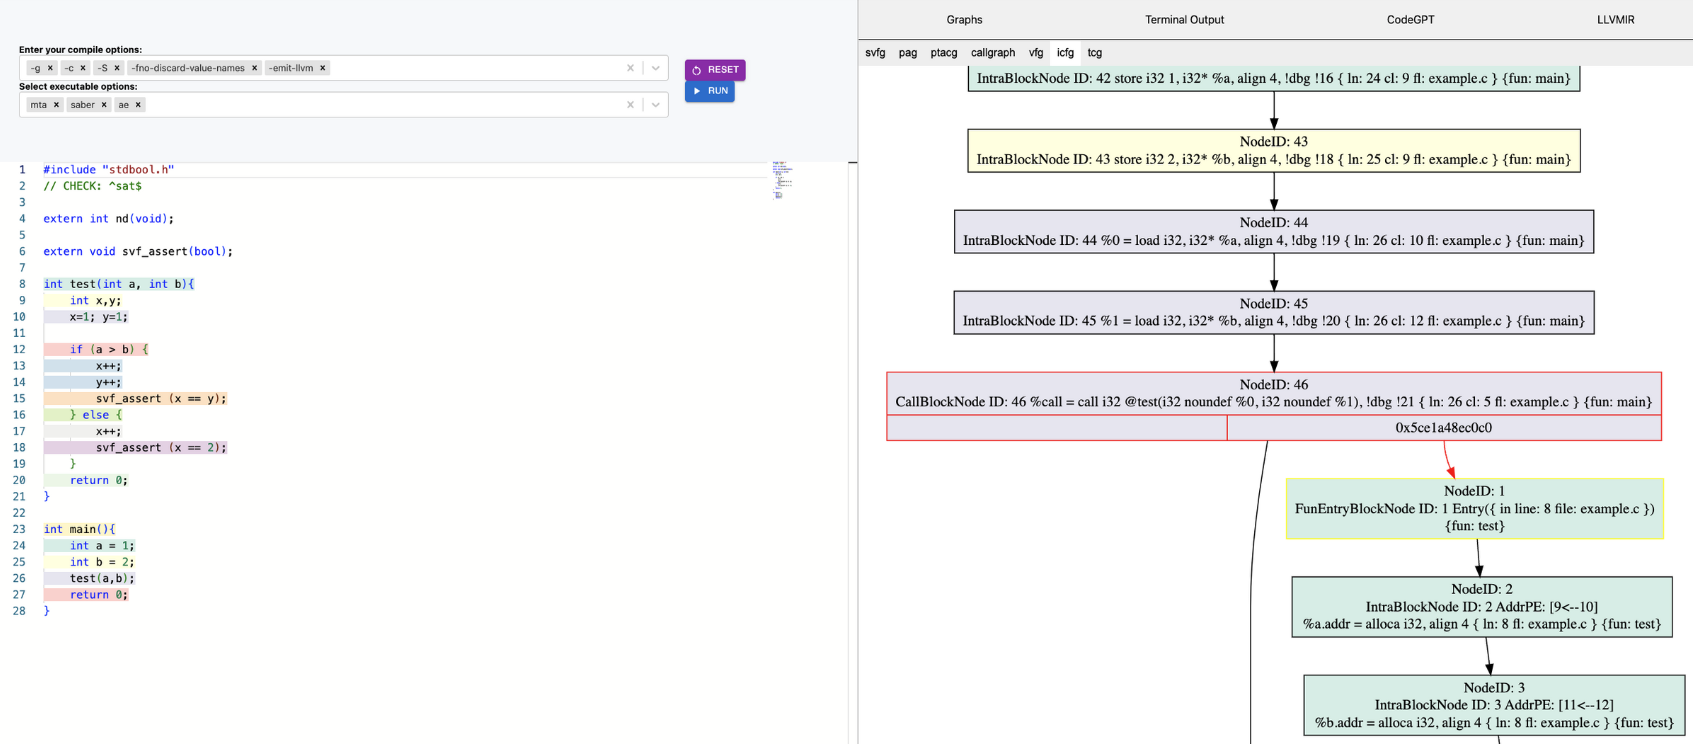 Enter your compile options:
-g × -c × -S × -fno-discard-value-names × -emit-llvm ×
RESET
Select executable options:
RUN
mta × saber × ae ×
1 #include "stdbool.h"
2 // CHECK: ^sat$
3
4 extern int nd(void);
5
6 extern void svf_assert(bool);
7
8 int test(int a, int b){
9 int x,y;
10 x=1; y=1;
11
12 if (a > b) {
13 x++;
14 y++;
15 svf_assert (x == y);
16 } else {
17 x++;
18 svf_assert (x == 2);
19 }
20 return 0;
21 }
22
23 int main(){
24 int a = 1;
25 int b = 2;
26 test(a,b);
27 return 0;
28 }
Graphs Terminal Output CodeGPT LLVMIR
svfg pag ptacg callgraph vfg icfg tcg
IntraBlockNode ID: 42 store i32 1, i32* %a, align 4, !dbg !16 { ln: 24 cl: 9 fl: example.c } {fun: main}
NodeID: 43
IntraBlockNode ID: 43 store i32 2, i32* %b, align 4, !dbg !18 { ln: 25 cl: 9 fl: example.c } {fun: main}
NodeID: 44
IntraBlockNode ID: 44 %0 = load i32, i32* %a, align 4, !dbg !19 { ln: 26 cl: 10 fl: example.c } {fun: main}
NodeID: 45
IntraBlockNode ID: 45 %1 = load i32, i32* %b, align 4, !dbg !20 { ln: 26 cl: 12 fl: example.c } {fun: main}
NodeID: 46
CallBlockNode ID: 46 %call = call i32 @test(i32 noundef %0, i32 noundef %1), !dbg !21 { ln: 26 cl: 5 fl: example.c } {fun: main}
0x5ce1a48ec0c0
NodeID: 1
FunEntryBlockNode ID: 1 Entry({ in line: 8 file: example.c })
{fun: test}
NodeID: 2
IntraBlockNode ID: 2 AddrPE: [9<--10]
%a.addr = alloca i32, align 4 { ln: 8 fl: example.c } {fun: test}
NodeID: 3
IntraBlockNode ID: 3 AddrPE: [11<--12]
%b.addr = alloca i32, align 4 { ln: 8 fl: example.c } {fun: test}